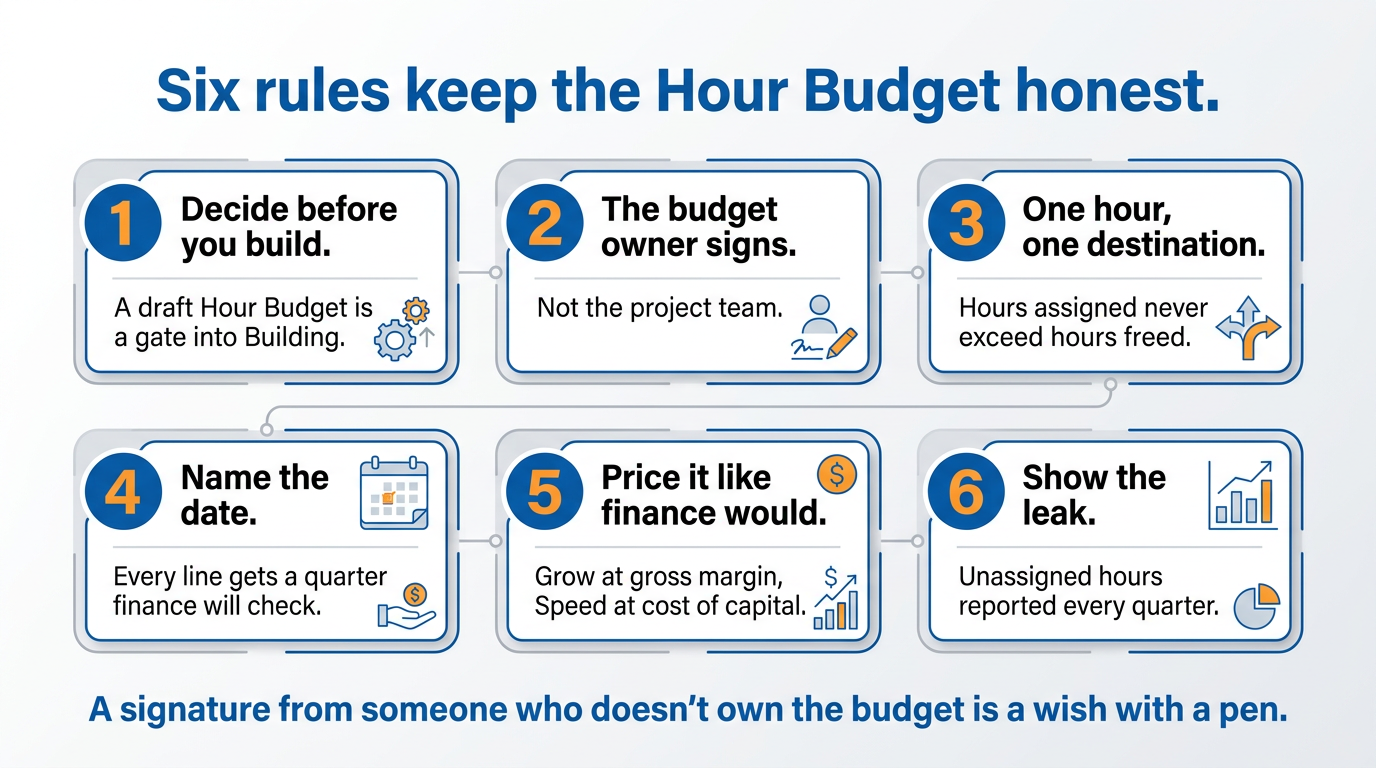 Six rules keep the Hour Budget honest.
1
Decide before
you build.
A draft Hour Budget is
a gate into Building.
2
The budget
owner signs.
Not the project team.
3
One hour,
one destination.
Hours assigned never
exceed hours freed.
4
Name the
date.
Every line gets a quarter
finance will check.
$
5
Price it like
finance would.
$
Grow at gross margin,
Speed at cost of capital.
$
6
Show the
leak.
Unassigned hours
reported every quarter.
A signature from someone who doesn't own the budget is a wish with a pen.